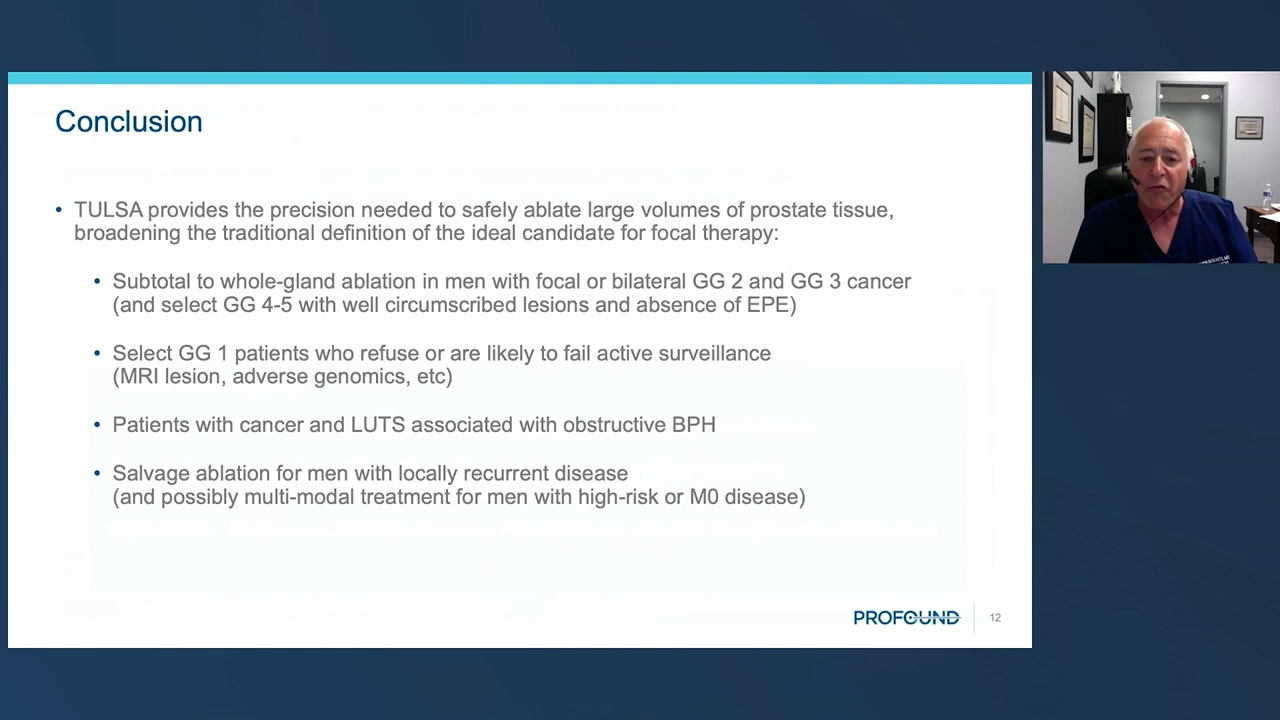 Conclusion
• TULSA provides the precision needed to safely ablate large volumes of prostate tissue,
broadening the traditional definition of the ideal candidate for focal therapy:
• Subtotal to whole-gland ablation in men with focal or bilateral GG 2 and GG 3 cancer
(and select GG 4-5 with well circumscribed lesions and absence of EPE)
• Select GG 1 patients who refuse or are likely to fail active surveillance
(MRI lesion, adverse genomics, etc)
• Patients with cancer and LUTS associated with obstructive BPH
• Salvage ablation for men with locally recurrent disease
(and possibly multi-modal treatment for men with high-risk or M0 disease)
PROFOUND
12